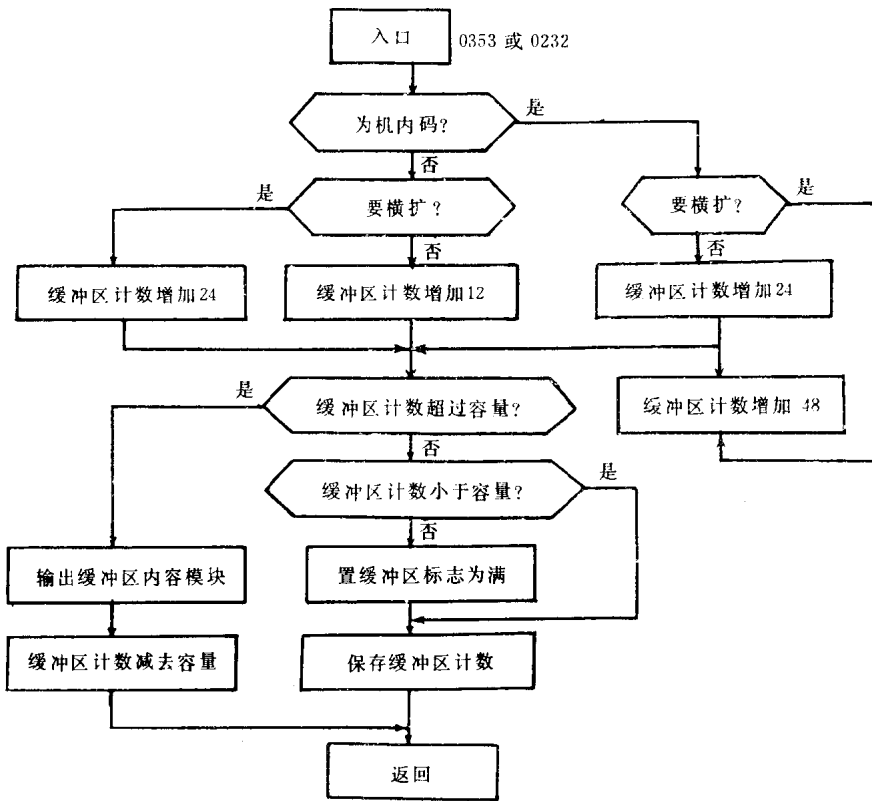 入口
0353 或 0232
为机内码?
是
否
是
要横扩?
要横扩?
是
否
否
缓冲区计数增加24
缓冲区计数增加12
缓冲区计数增加24
是
缓冲区计数超过容量?
缓冲区计数增加 48
否
缓冲区计数小于容量?
是
否
输出缓冲区内容模块
置缓冲区标志为满
缓冲区计数减去容量
保存缓冲区计数
返回